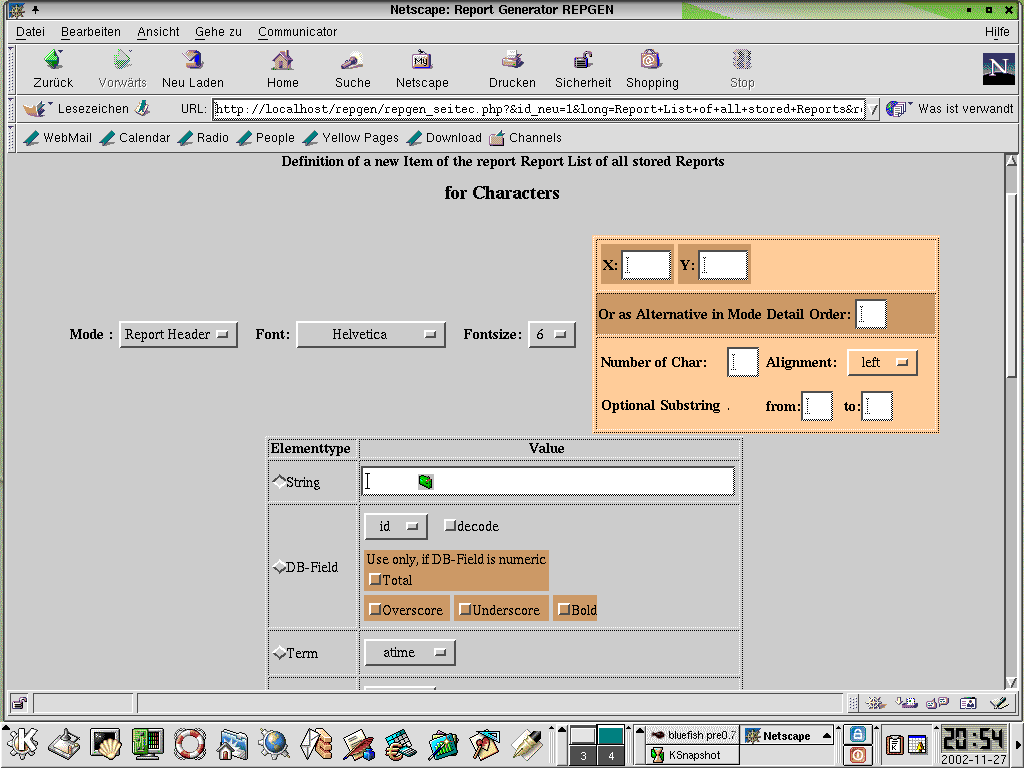 Netscape: Report Generator REPGEN
Datei Bearbeiten Ansicht Gehe zu Communicator Hilfe
My N
Zurück Vorwärts Neu Laden Home Suche Netscape Drucken Sicherheit Shopping Stop
Lesezeichen URL: http://localhost/repgen/repgen_seitec.php?&id_neu=1&long=Report+List+of+all+stored+Reports&r Was ist verwandt
WebMail Calendar Radio People Yellow Pages Download Channels
Definition of a new Item of the report Report List of all stored Reports
for Characters
X: Y:
Or as Alternative in Mode Detail Order:
Mode : Report Header Font: Helvetica Fontsize: 6
Number of Char: Alignment: left
Optional Substring . from: to:
Elementtype Value
String
DB-Field id decode
Use only, if DB-Field is numeric
Total
Overscore Underscore Bold
Term atime
bluefish pre0.7 Netscape
3 4 KSnapshot
20:54
2002-11-27